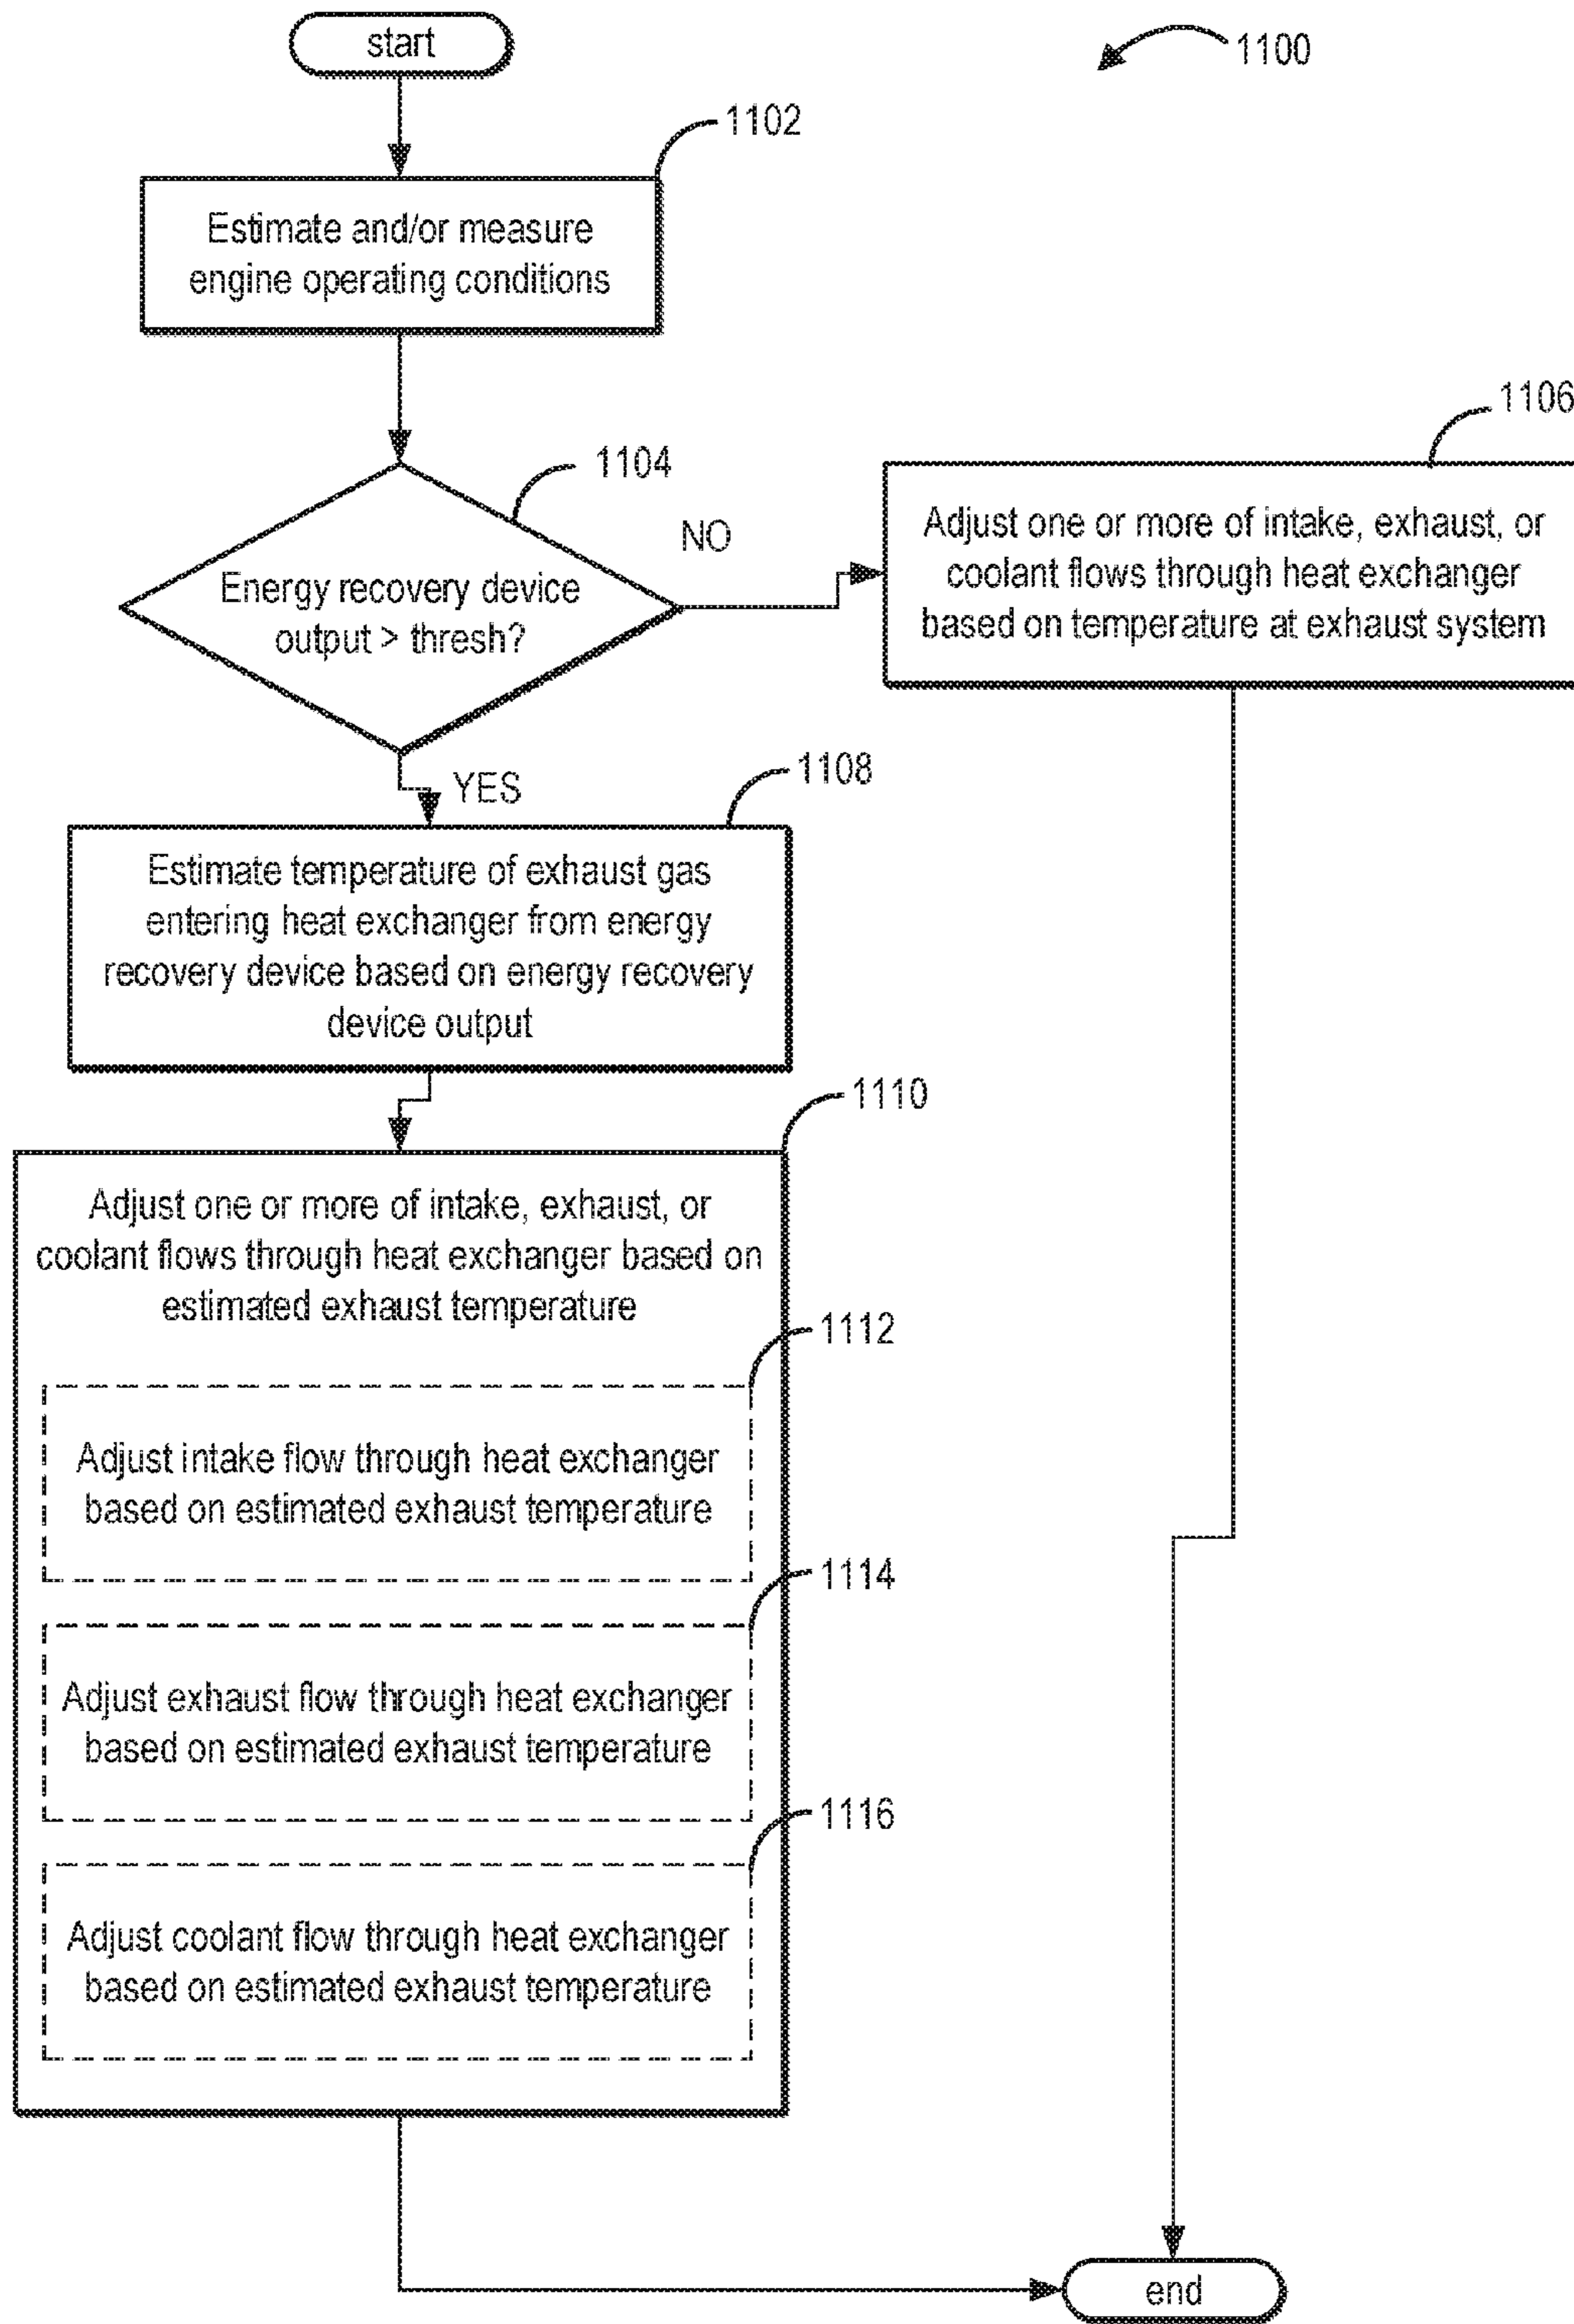 start
1100
1102
Estimate and/or measure
engine operating conditions
1104
Energy recovery device
output > thresh?
NO
1106
Adjust one or more of intake, exhaust, or
coolant flows through heat exchanger
based on temperature at exhaust system
YES
1108
Estimate temperature of exhaust gas
entering heat exchanger from energy
recovery device based on energy recovery
device output
1110
Adjust one or more of intake, exhaust, or
coolant flows through heat exchanger based on
estimated exhaust temperature
1112
Adjust intake flow through heat exchanger
based on estimated exhaust temperature
1114
Adjust exhaust flow through heat exchanger
based on estimated exhaust temperature
1116
Adjust coolant flow through heat exchanger
based on estimated exhaust temperature
end